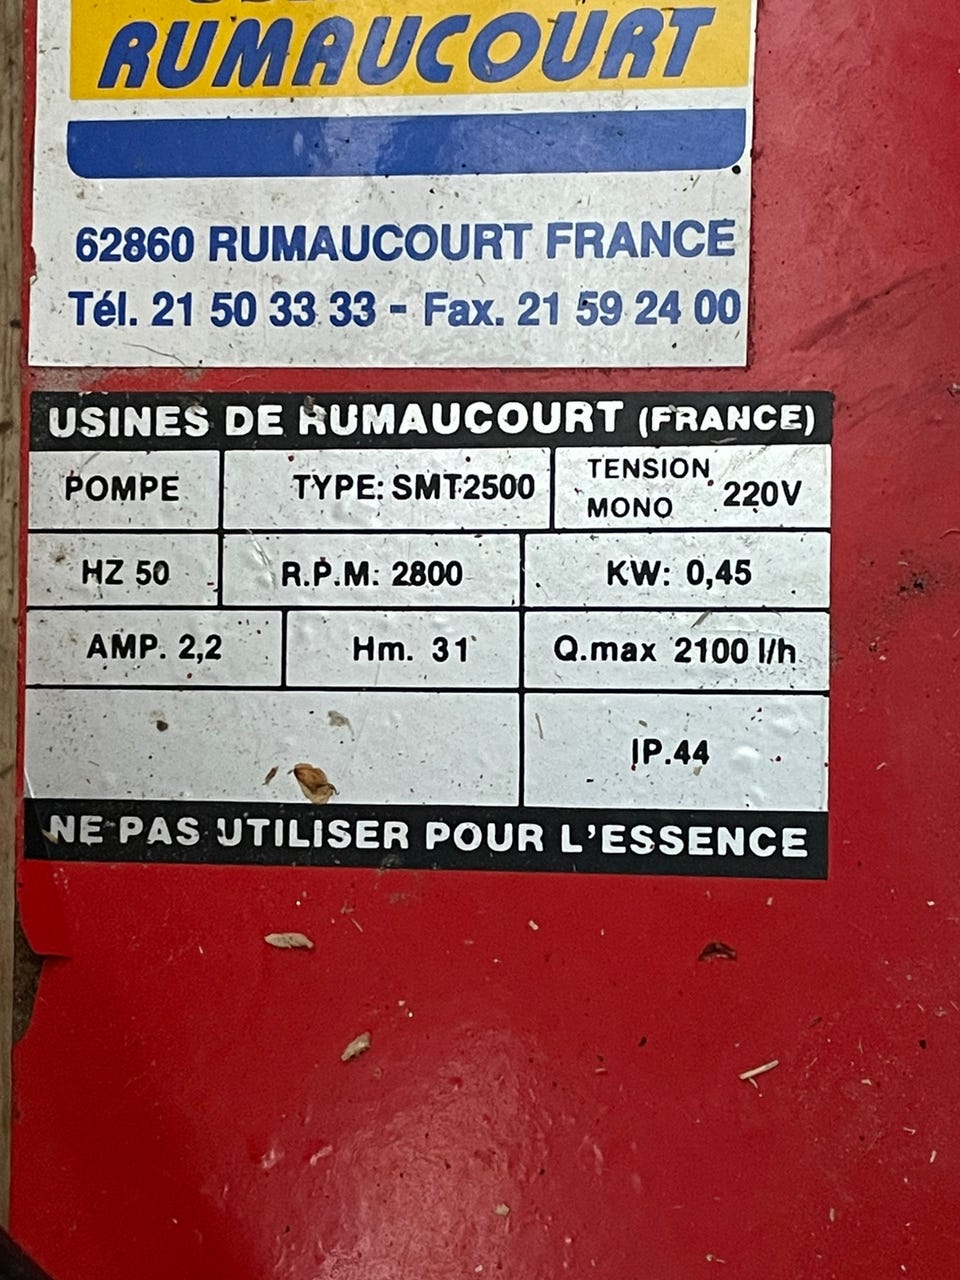 RUMAUCOURT
62860 RUMAUCOURT FRANCE
Tél. 21 50 33 33 - Fax. 21 59 24 00
USINES DE RUMAUCOURT (FRANCE)
POMPE
TYPE: SMT2500
TENSION
MONO
220V
HZ 50
R.P.M: 2800
KW: 0,45
AMP. 2,2
Hm. 31
Q.max 2100 l/h
IP.44
NE PAS UTILISER POUR L'ESSENCE